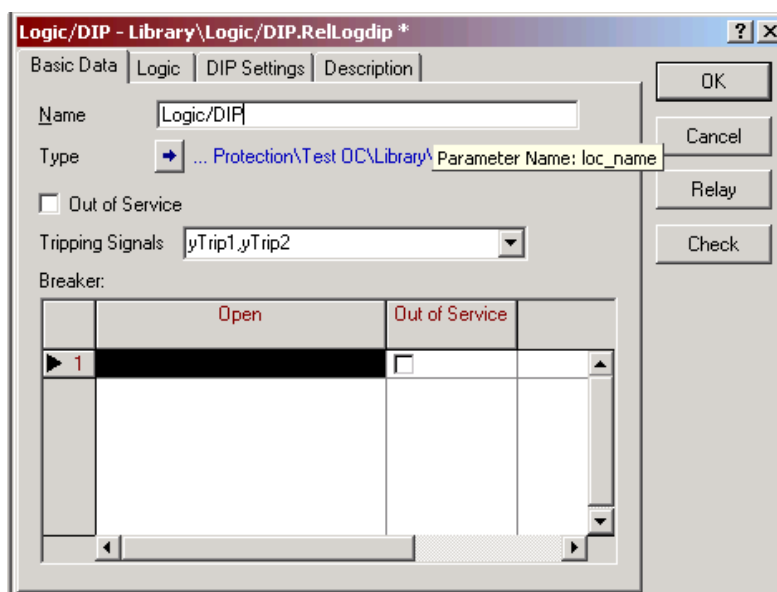 Logic/DIP - Library\Logic/DIP.RelLogdip *
Basic Data Logic DIP Settings Description
OK
Name Logic/DIP
Cancel
Type ... Protection\Test OC\Library\ Parameter Name: loc_name
Out of Service
Relay
Tripping Signals yTrip1,yTrip2
Check
Breaker:
Open Out of Service
1